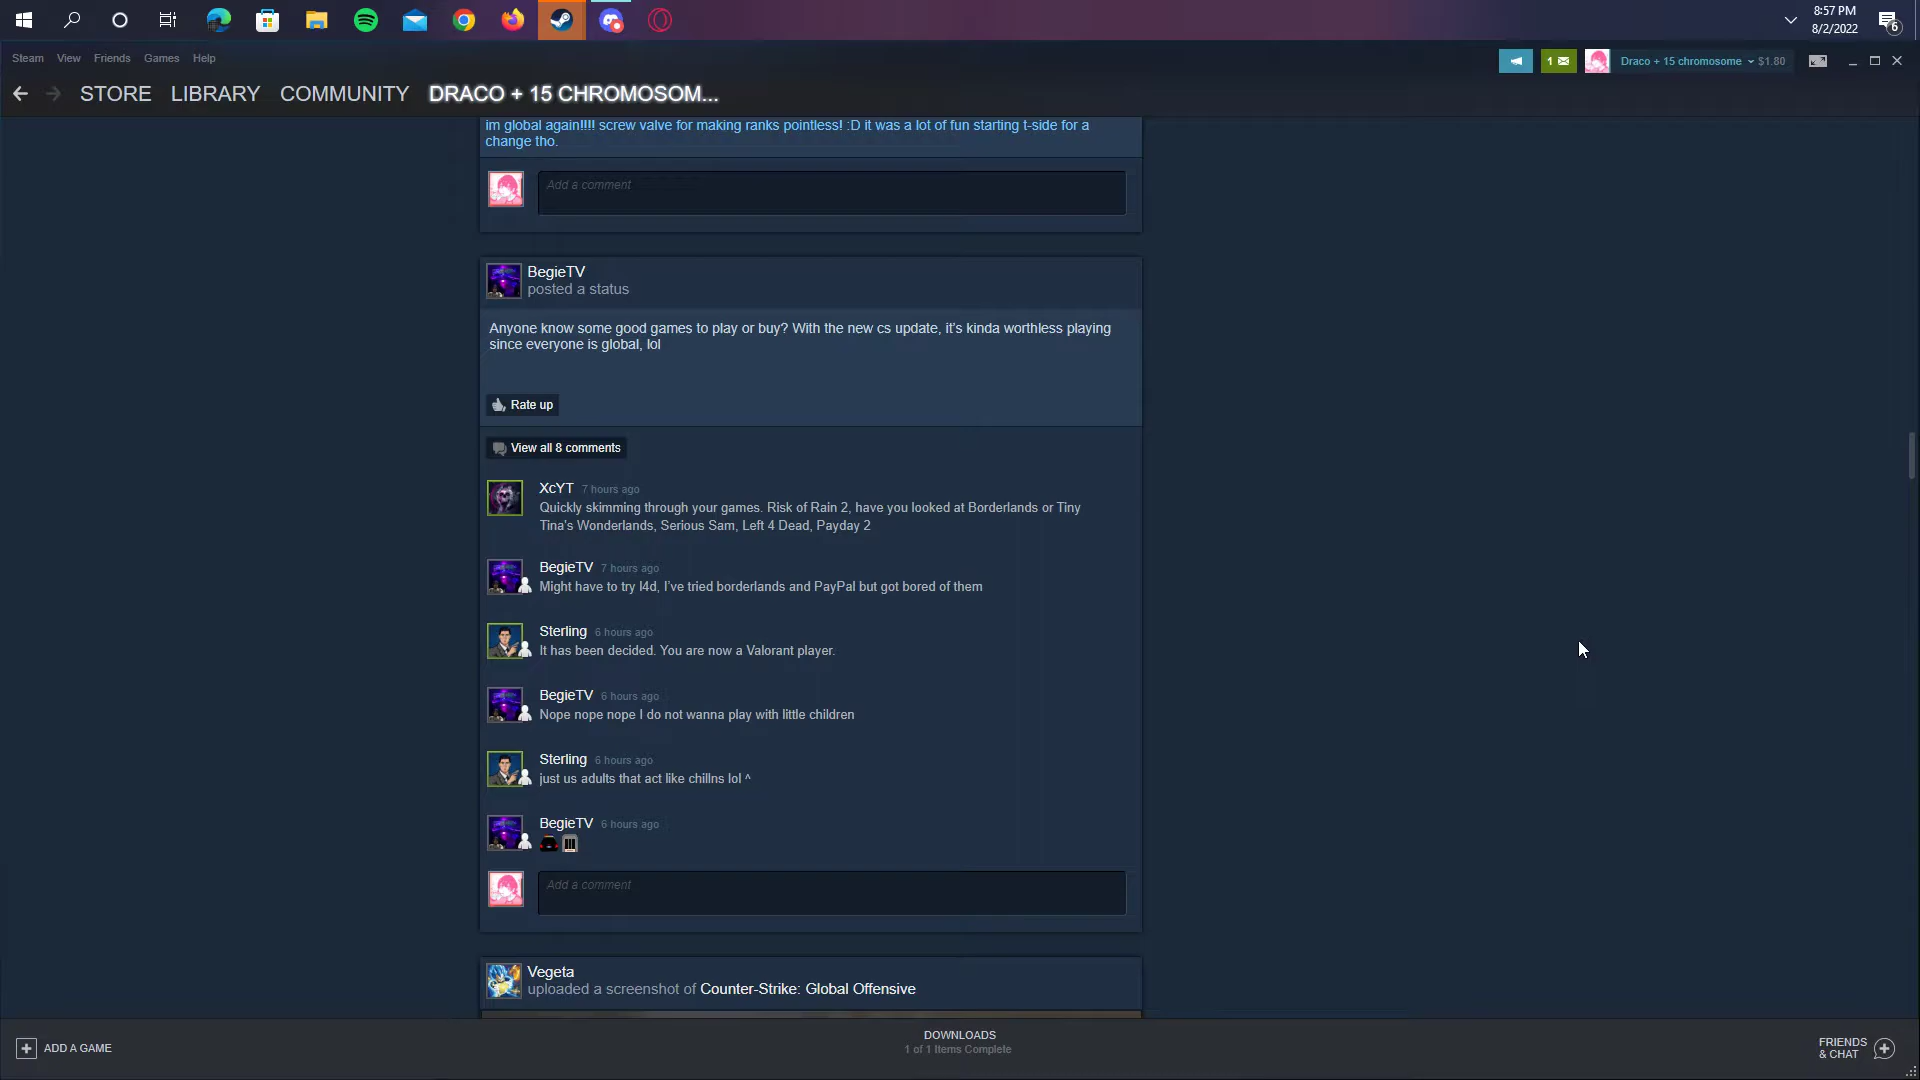 8:57 PM
8/2/2022
6
Steam View Friends Games Help
1
Draco + 15 chromosome $1.80
STORE LIBRARY COMMUNITY DRACO + 15 CHROMOSOM...
im global again!!!! screw valve for making ranks pointless! :D it was a lot of fun starting t-side for a
change tho.
Add a comment
BegieTV
posted a status
Anyone know some good games to play or buy? With the new cs update, it's kinda worthless playing
since everyone is global, lol
Rate up
View all 8 comments
XcYT 7 hours ago
Quickly skimming through your games. Risk of Rain 2, have you looked at Borderlands or Tiny
Tina's Wonderlands, Serious Sam, Left 4 Dead, Payday 2
BegieTV 7 hours ago
Might have to try l4d, I've tried borderlands and PayPal but got bored of them
Sterling 6 hours ago
It has been decided. You are now a Valorant player.
BegieTV 6 hours ago
Nope nope nope I do not wanna play with little children
Sterling 6 hours ago
just us adults that act like chillns lol ^
BegieTV 6 hours ago
Add a comment
Vegeta
uploaded a screenshot of Counter-Strike: Global Offensive
ADD A GAME
DOWNLOADS
1 of 1 Items Complete
FRIENDS
& CHAT